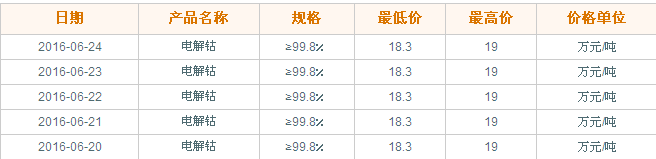 日期 产品名称 规格 最低价 最高价 价格单位
2016-06-24 电解钴 ≥99.8% 18.3 19 万元/吨
2016-06-23 电解钴 ≥99.8% 18.3 19 万元/吨
2016-06-22 电解钴 ≥99.8% 18.3 19 万元/吨
2016-06-21 电解钴 ≥99.8% 18.3 19 万元/吨
2016-06-20 电解钴 ≥99.8% 18.3 19 万元/吨